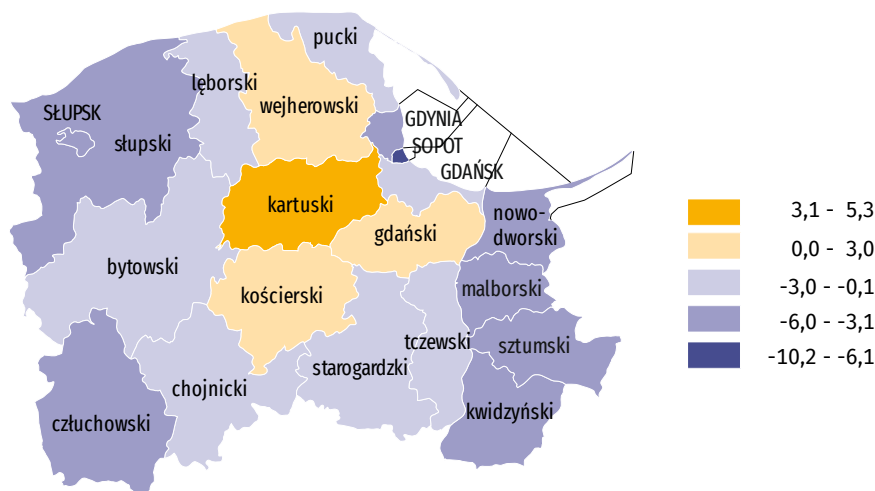 pucki
lęborski
wejherowski
GDYNIA
SŁUPSK
słupski
SOPOT
GDAŃSK
kartuski
nowo-
dworski
gdański
bytowski
malborski
kościerski
tczewski
sztumski
starogardzki
chojnicki
kwidzyński
człuchowski
3,1 - 5,3
0,0 - 3,0
-3,0 - -0,1
-6,0 - -3,1
-10,2 - -6,1